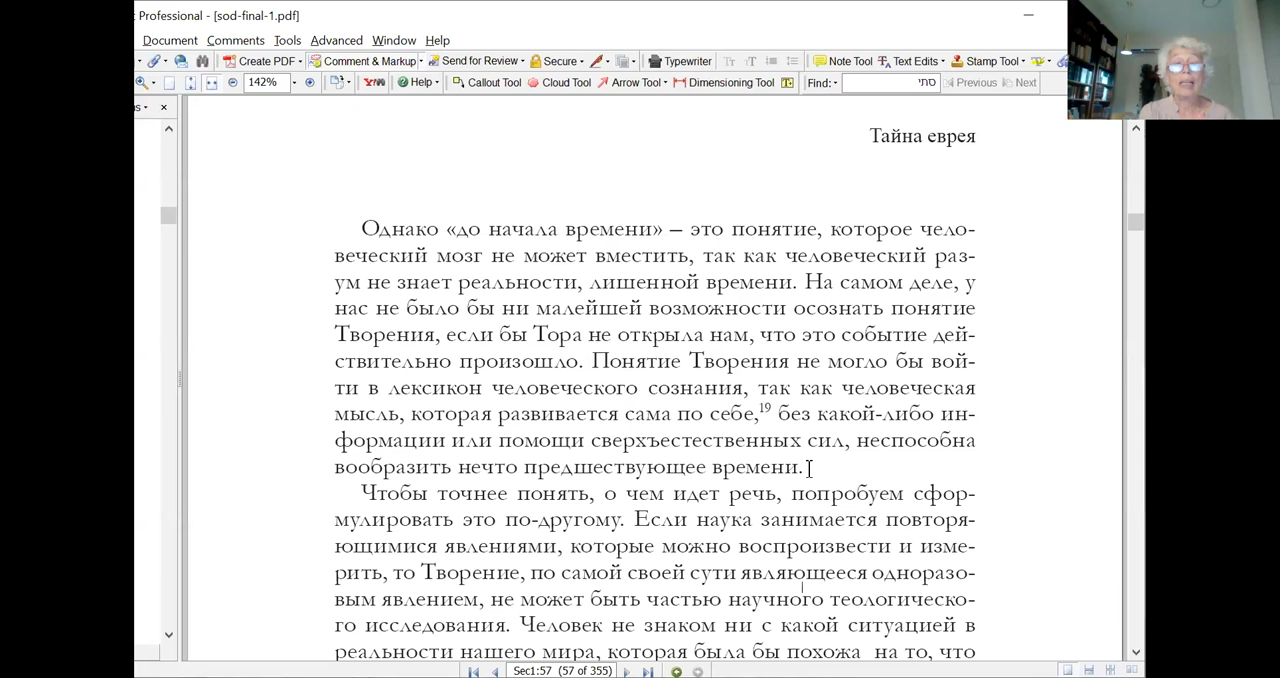 Professional - [sod-final-1.pdf]
Document Comments Tools Advanced Window Help
Create PDF Comment & Markup Send for Review Secure Typewriter Note Tool Text Edits Stamp Tool
142% Help Callout Tool Cloud Tool Arrow Tool Dimensioning Tool Find: סתי Previous Next
Тайна еврея
Однако «до начала времени» – это понятие, которое чело-
веческий мозг не может вместить, так как человеческий раз-
ум не знает реальности, лишенной времени. На самом деле, у
нас не было бы ни малейшей возможности осознать понятие
Творения, если бы Тора не открыла нам, что это событие дей-
ствительно произошло. Понятие Творения не могло бы вой-
ти в лексикон человеческого сознания, так как человеческая
мысль, которая развивается сама по себе,19 без какой-либо ин-
формации или помощи сверхъестественных сил, неспособна
вообразить нечто предшествующее времени.
Чтобы точнее понять, о чем идет речь, попробуем сфор-
мулировать это по-другому. Если наука занимается повторя-
ющимися явлениями, которые можно воспроизвести и изме-
рить, то Творение, по самой своей сути являющееся одноразо-
вым явлением, не может быть частью научного теологическо-
го исследования. Человек не знаком ни с какой ситуацией в
реальности нашего мира, которая была бы похожа на то, что
Sec1:57 (57 of 355)